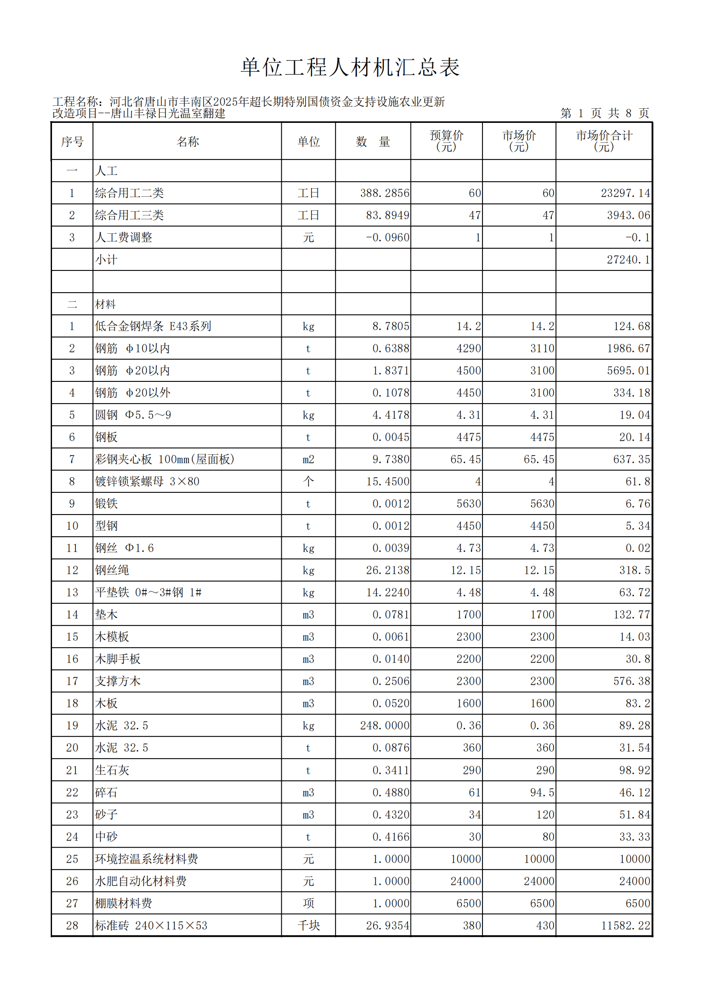 单位工程人材机汇总表
工程名称：河北省唐山市丰南区2025年超长期特别国债资金支持设施农业更新
改造项目--唐山丰禄日光温室翻建 第 1 页 共 8 页
序号 名称 单位 数 量 预算价(元) 市场价(元) 市场价合计(元)
一 人工
1 综合用工二类 工日 388.2856 60 60 23297.14
2 综合用工三类 工日 83.8949 47 47 3943.06
3 人工费调整 元 -0.0960 1 1 -0.1
小计 27240.1
二 材料
1 低合金钢焊条 E43系列 kg 8.7805 14.2 14.2 124.68
2 钢筋 φ10以内 t 0.6388 4290 3110 1986.67
3 钢筋 φ20以内 t 1.8371 4500 3100 5695.01
4 钢筋 φ20以外 t 0.1078 4450 3100 334.18
5 圆钢 Φ5.5～9 kg 4.4178 4.31 4.31 19.04
6 钢板 t 0.0045 4475 4475 20.14
7 彩钢夹心板 100mm(屋面板) m2 9.7380 65.45 65.45 637.35
8 镀锌锁紧螺母 3×80 个 15.4500 4 4 61.8
9 锻铁 t 0.0012 5630 5630 6.76
10 型钢 t 0.0012 4450 4450 5.34
11 钢丝 Φ1.6 kg 0.0039 4.73 4.73 0.02
12 钢丝绳 kg 26.2138 12.15 12.15 318.5
13 平垫铁 0#～3#钢 1# kg 14.2240 4.48 4.48 63.72
14 垫木 m3 0.0781 1700 1700 132.77
15 木模板 m3 0.0061 2300 2300 14.03
16 木脚手板 m3 0.0140 2200 2200 30.8
17 支撑方木 m3 0.2506 2300 2300 576.38
18 木板 m3 0.0520 1600 1600 83.2
19 水泥 32.5 kg 248.0000 0.36 0.36 89.28
20 水泥 32.5 t 0.0876 360 360 31.54
21 生石灰 t 0.3411 290 290 98.92
22 碎石 m3 0.4880 61 94.5 46.12
23 砂子 m3 0.4320 34 120 51.84
24 中砂 t 0.4166 30 80 33.33
25 环境控温系统材料费 元 1.0000 10000 10000 10000
26 水肥自动化材料费 元 1.0000 24000 24000 24000
27 棚膜材料费 项 1.0000 6500 6500 6500
28 标准砖 240×115×53 千块 26.9354 380 430 11582.22